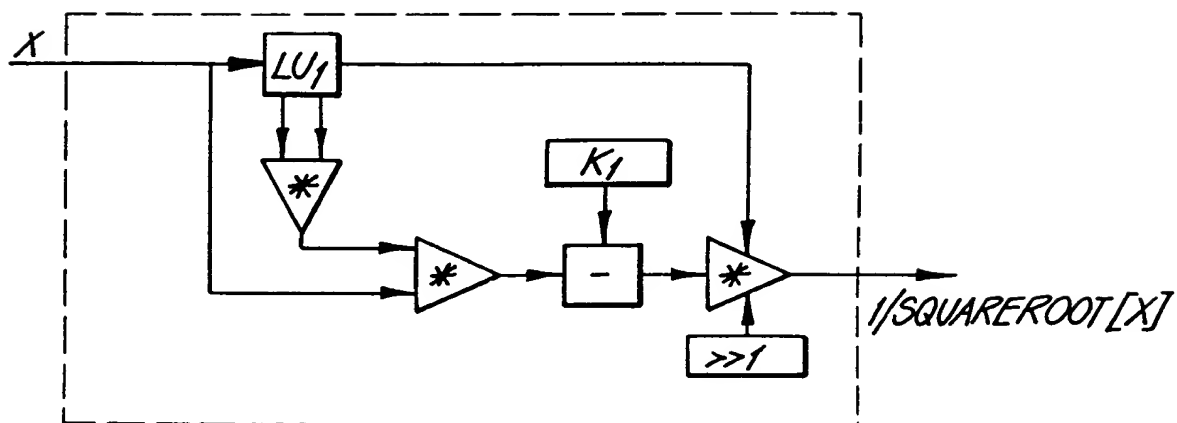 X
LU1
*
K1
*
-
*
>>1
1/SQUAREROOT[X]